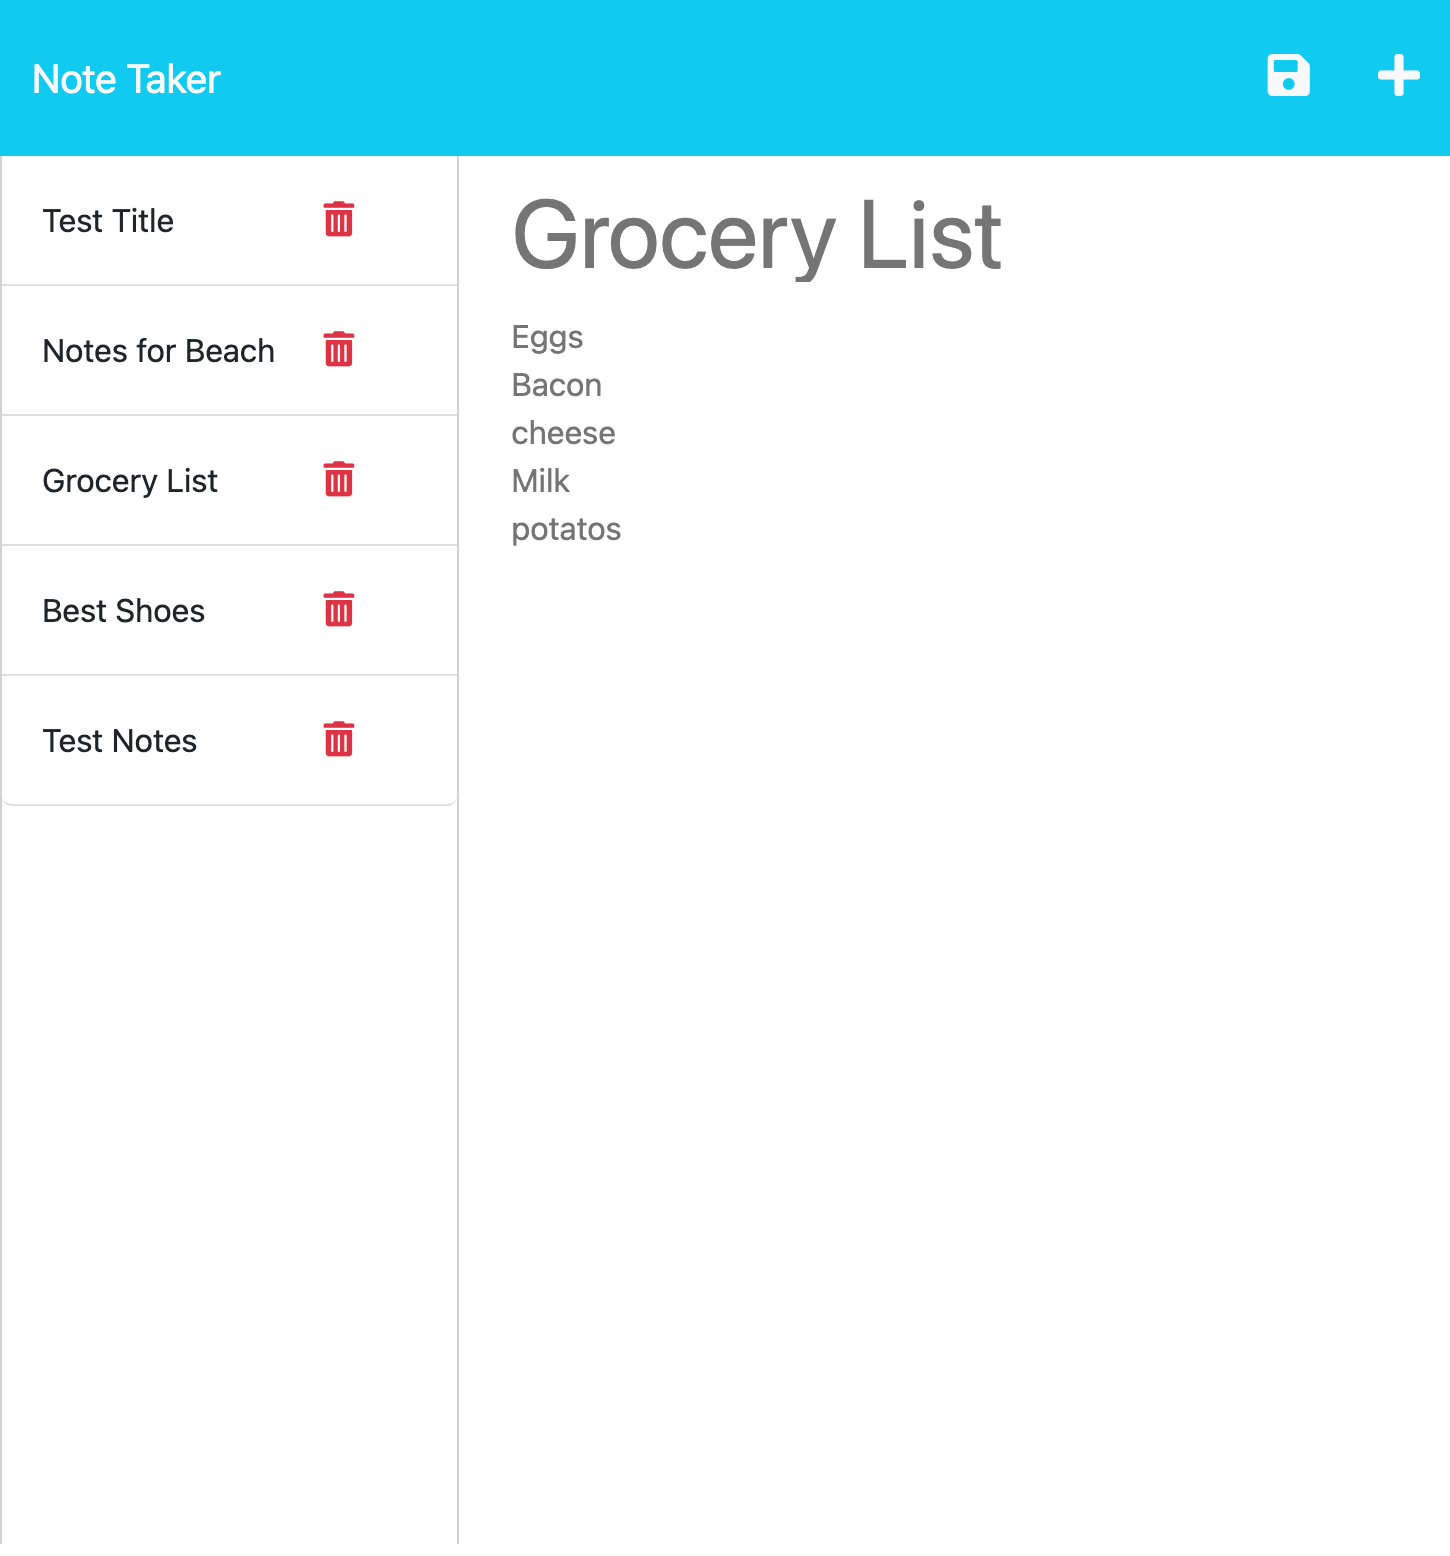 Note Taker
Test Title
Notes for Beach
Grocery List
Best Shoes
Test Notes
Grocery List
Eggs
Bacon
cheese
Milk
potatos